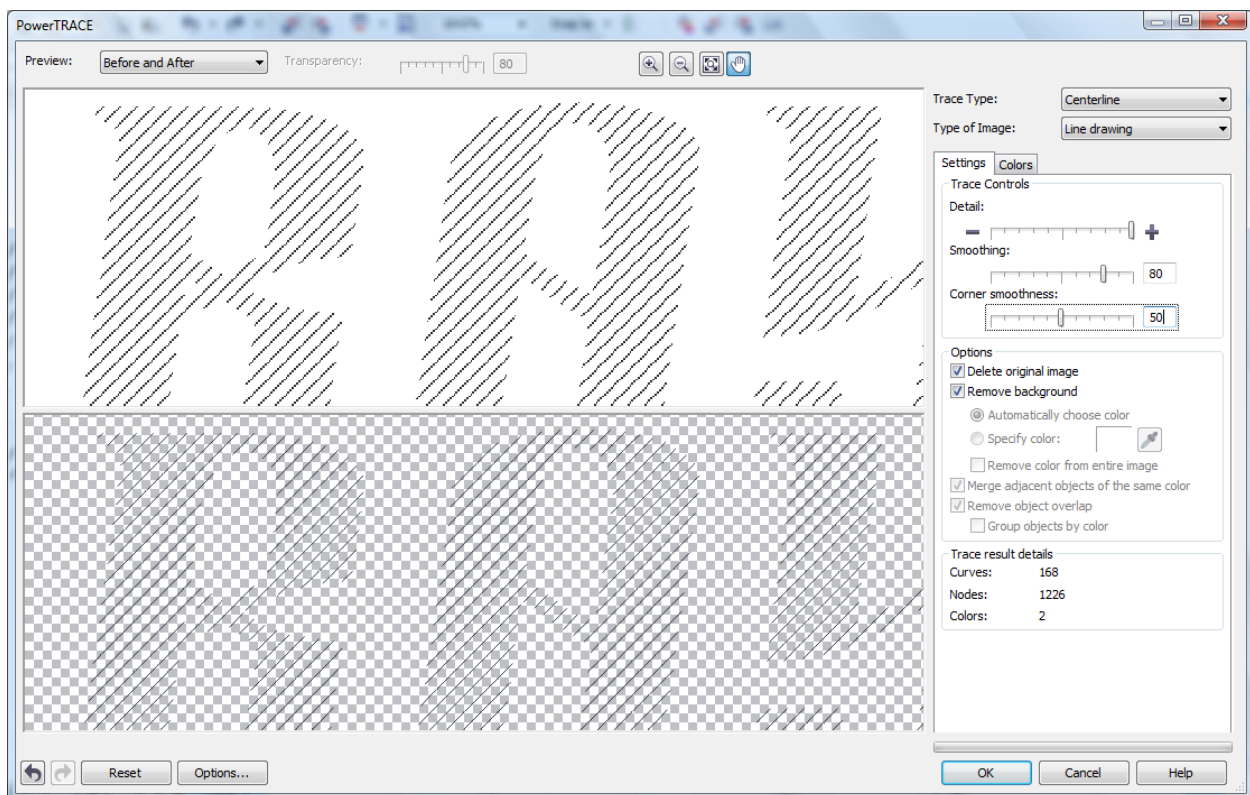 PowerTRACE
Preview: Before and After Transparency: 80
Trace Type: Centerline
Type of Image: Line drawing
Settings Colors
Trace Controls
Detail:
Smoothing:
80
Corner smoothness:
50
Options
Delete original image
Remove background
Automatically choose color
Specify color:
Remove color from entire image
Merge adjacent objects of the same color
Remove object overlap
Group objects by color
Trace result details
Curves: 168
Nodes: 1226
Colors: 2
Reset Options... OK Cancel Help